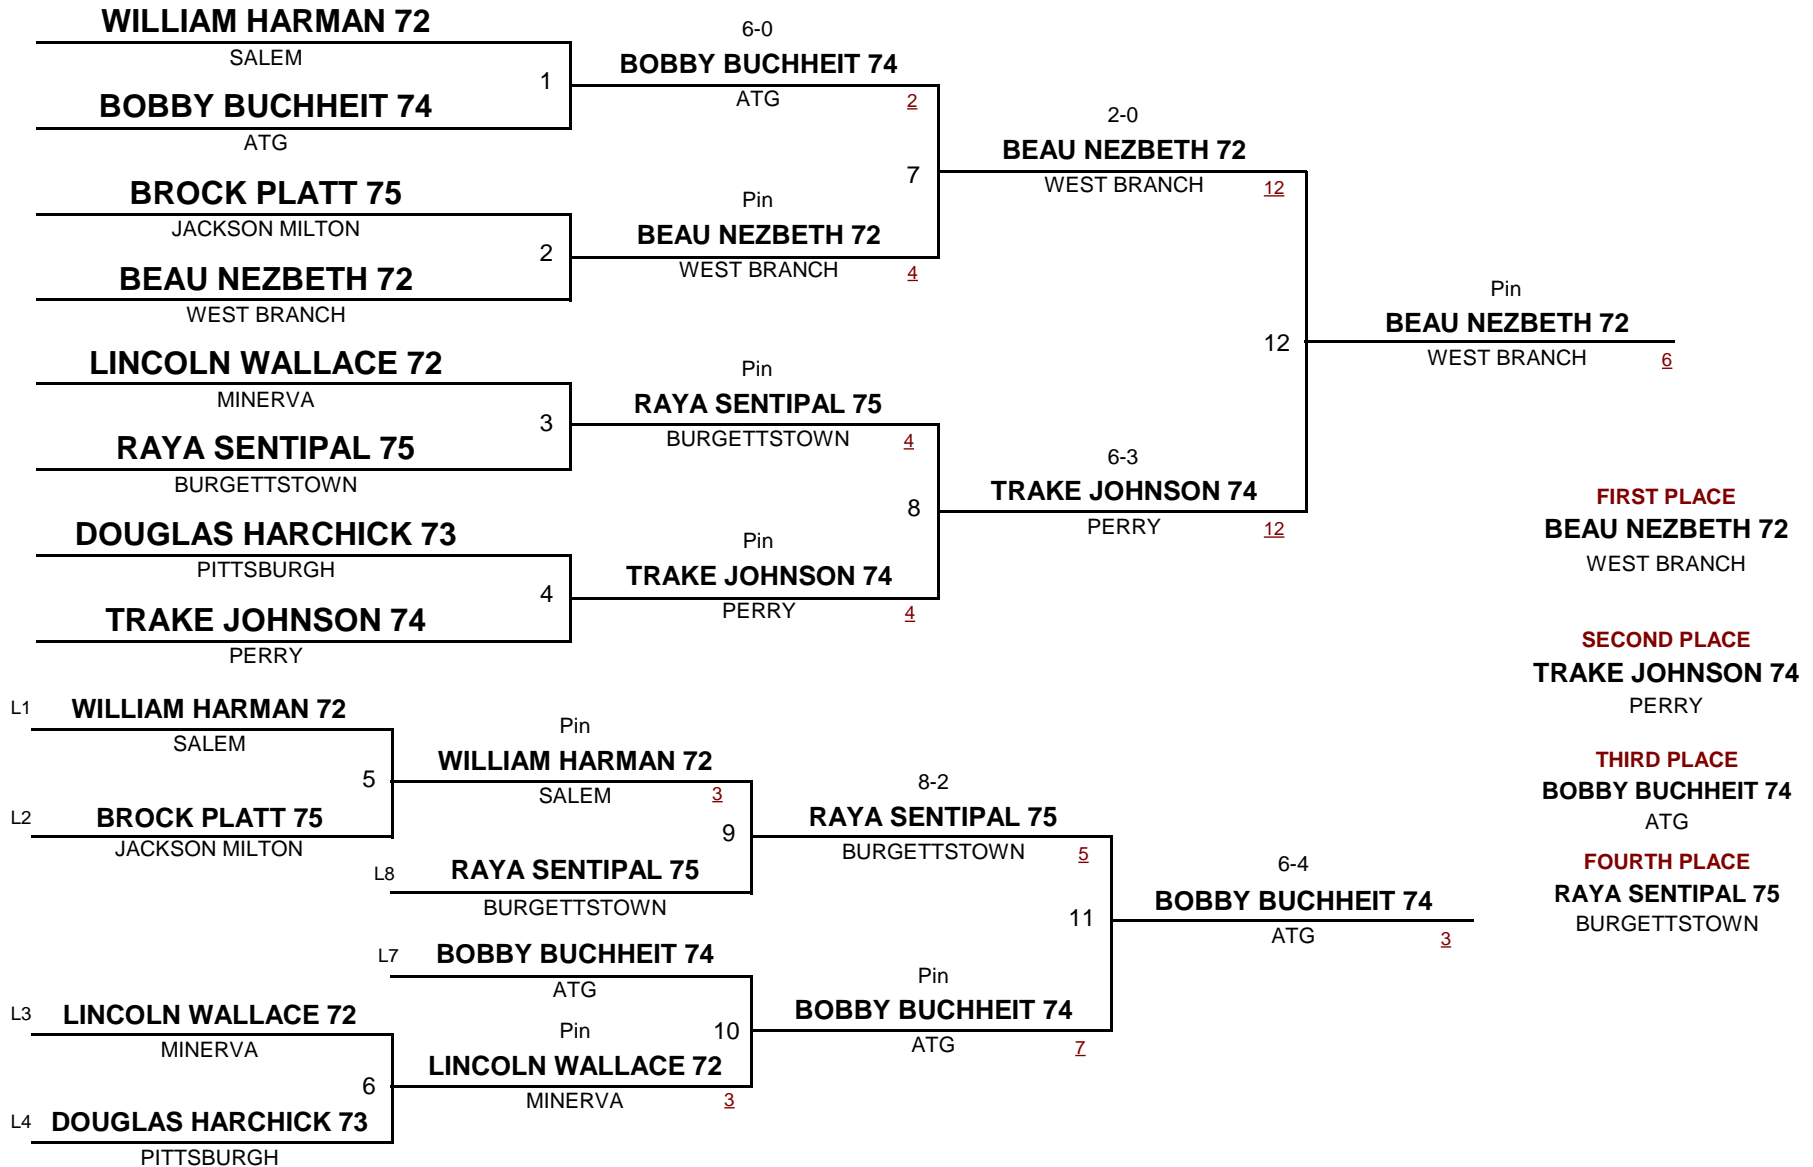 WILLIAM HARMAN 72
SALEM
1
BOBBY BUCHHEIT 74
ATG
6-0
BOBBY BUCHHEIT 74
ATG
2
BROCK PLATT 75
JACKSON MILTON
2
BEAU NEZBETH 72
WEST BRANCH
Pin
BEAU NEZBETH 72
WEST BRANCH
4
7
2-0
BEAU NEZBETH 72
WEST BRANCH
12
LINCOLN WALLACE 72
MINERVA
3
RAYA SENTIPAL 75
BURGETTSTOWN
Pin
RAYA SENTIPAL 75
BURGETTSTOWN
4
DOUGLAS HARCHICK 73
PITTSBURGH
4
TRAKE JOHNSON 74
PERRY
Pin
TRAKE JOHNSON 74
PERRY
4
8
6-3
TRAKE JOHNSON 74
PERRY
12
12
Pin
BEAU NEZBETH 72
WEST BRANCH
6
FIRST PLACE
BEAU NEZBETH 72
WEST BRANCH
SECOND PLACE
TRAKE JOHNSON 74
PERRY
THIRD PLACE
BOBBY BUCHHEIT 74
ATG
FOURTH PLACE
RAYA SENTIPAL 75
BURGETTSTOWN
L1
WILLIAM HARMAN 72
SALEM
5
L2
BROCK PLATT 75
JACKSON MILTON
Pin
WILLIAM HARMAN 72
SALEM
3
9
L8
RAYA SENTIPAL 75
BURGETTSTOWN
8-2
RAYA SENTIPAL 75
BURGETTSTOWN
5
L7
BOBBY BUCHHEIT 74
ATG
L3
LINCOLN WALLACE 72
MINERVA
6
L4
DOUGLAS HARCHICK 73
PITTSBURGH
Pin
LINCOLN WALLACE 72
MINERVA
3
10
Pin
BOBBY BUCHHEIT 74
ATG
7
11
6-4
BOBBY BUCHHEIT 74
ATG
3